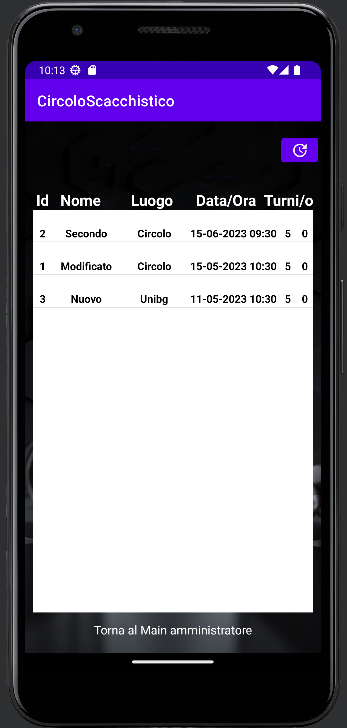 10:13
CircoloScacchistico
Id Nome Luogo Data/Ora Turni/o
2 Secondo Circolo 15-06-2023 09:30 5 0
1 Modificato Circolo 15-05-2023 10:30 5 0
3 Nuovo Unibg 11-05-2023 10:30 5 0
Torna al Main amministratore